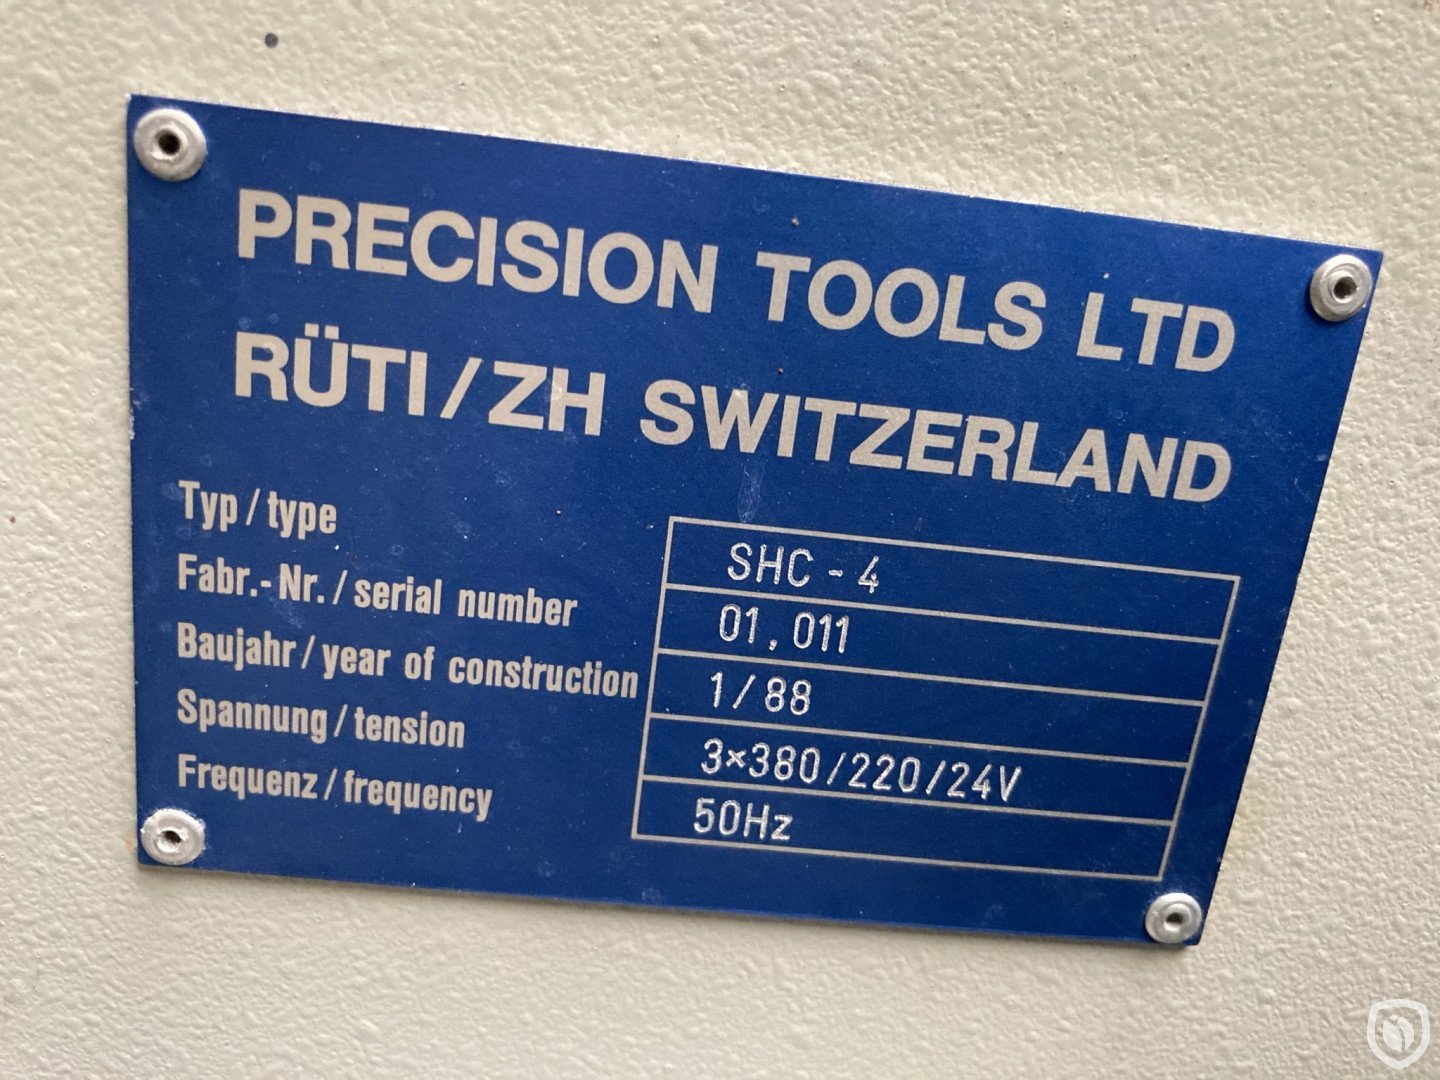 PRECISION TOOLS LTD
RÜTI/ZH SWITZERLAND
Typ/type SHC-4
Fabr.-Nr./serial number 01.011
Baujahr/year of construction 1/88
Spannung/tension 3×380/220/24V
Frequenz/frequency 50Hz